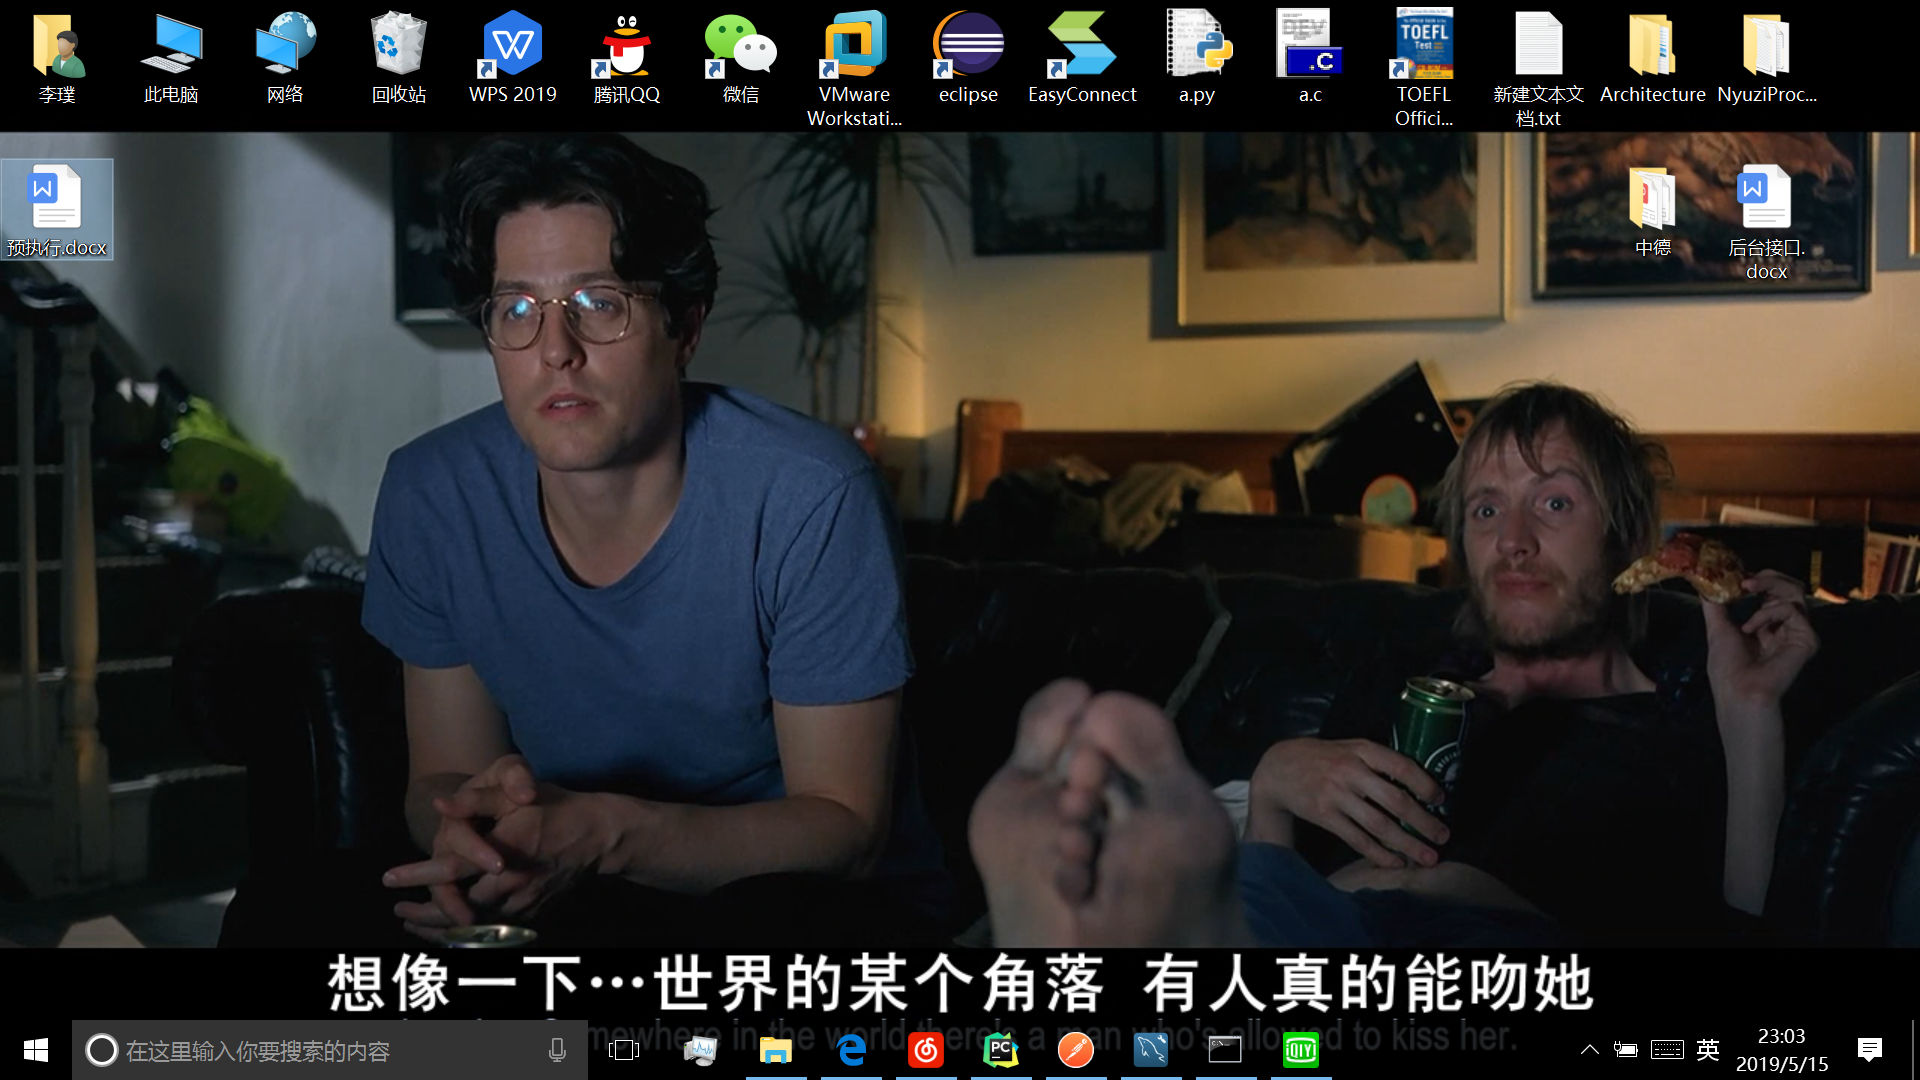 李璞
此电脑
网络
回收站
WPS 2019
腾讯QQ
微信
VMware
Workstati...
eclipse
EasyConnect
a.py
a.c
TOEFL
Offici...
新建文本文
档.txt
Architecture
NyuziProc...
预执行.docx
中德
后台接口.
docx
想像一下…世界的某个角落 有人真的能吻她
mewhere in the world there's a man who's allowed to kiss her.
在这里输入你要搜索的内容
英
23:03
2019/5/15